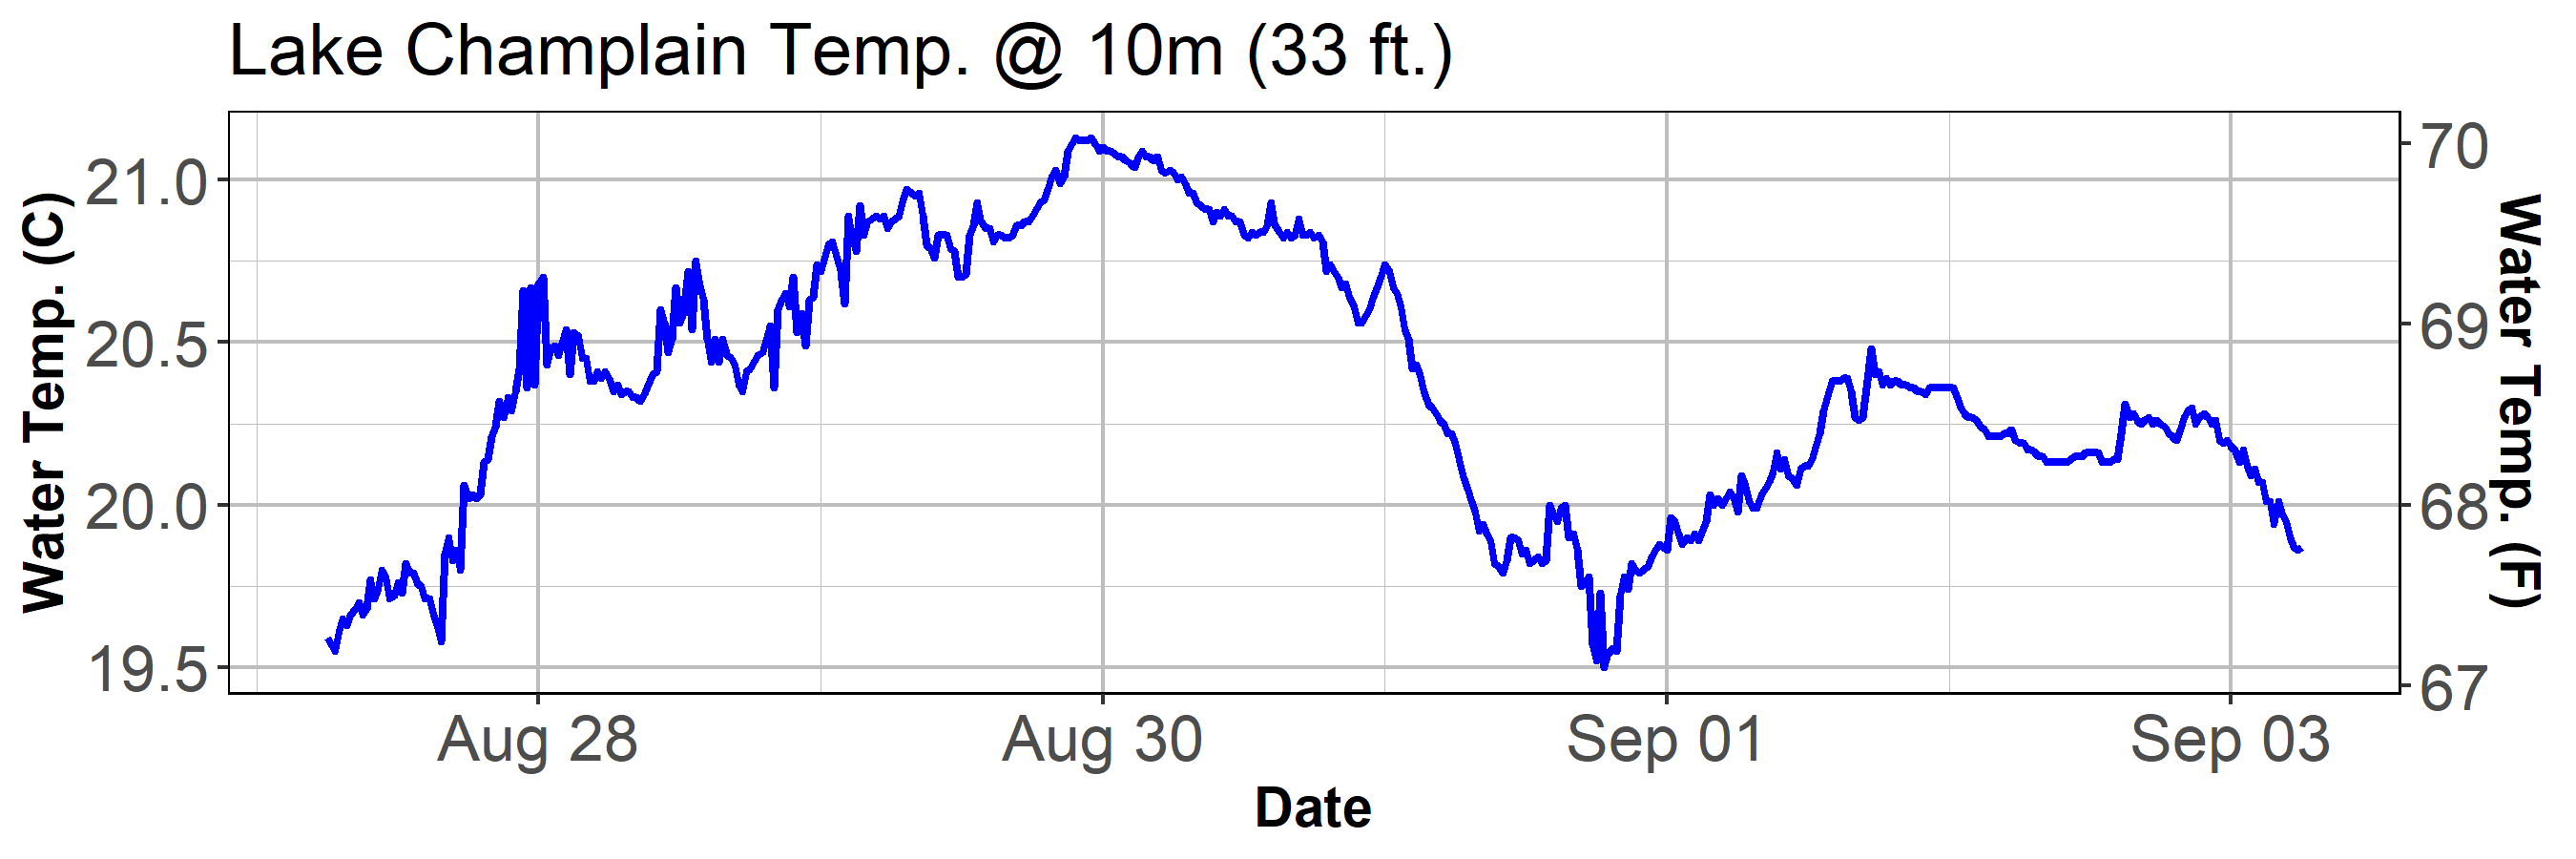 Lake Champlain Temp. @ 10m (33 ft.)
Water Temp. (C)
21.0
20.5
20.0
19.5
70
69
68
67
Water Temp. (F)
Aug 28
Aug 30
Sep 01
Sep 03
Date